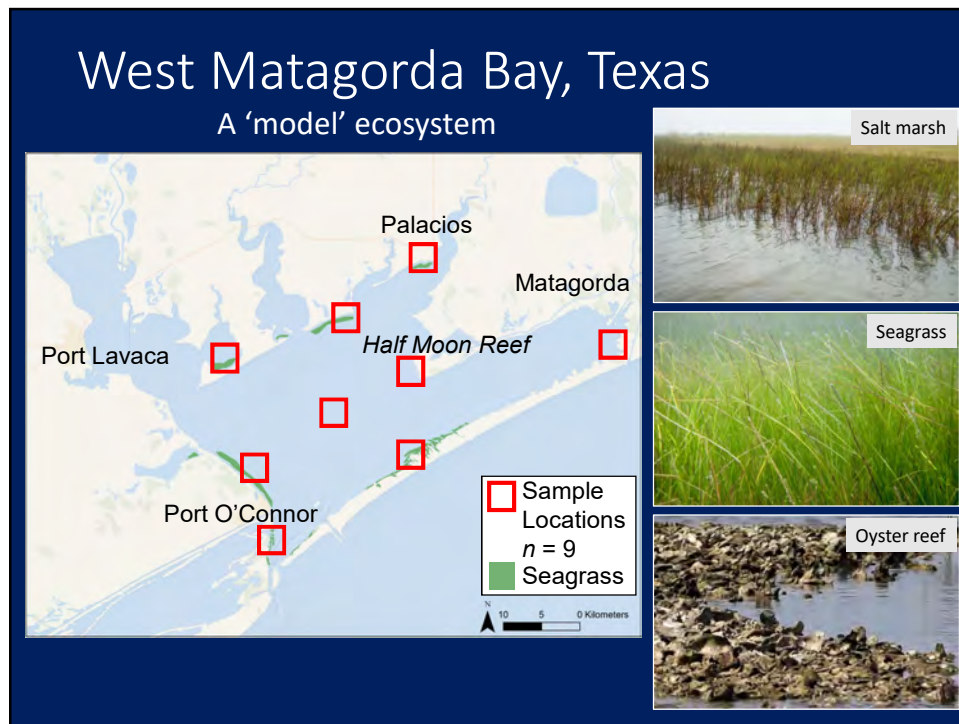 West Matagorda Bay, Texas
A ‘model’ ecosystem
Palacios
Matagorda
Half Moon Reef
Port Lavaca
Port O’Connor
Sample
Locations
n = 9
Seagrass
N
10 5 0 Kilometers
Salt marsh
Seagrass
Oyster reef